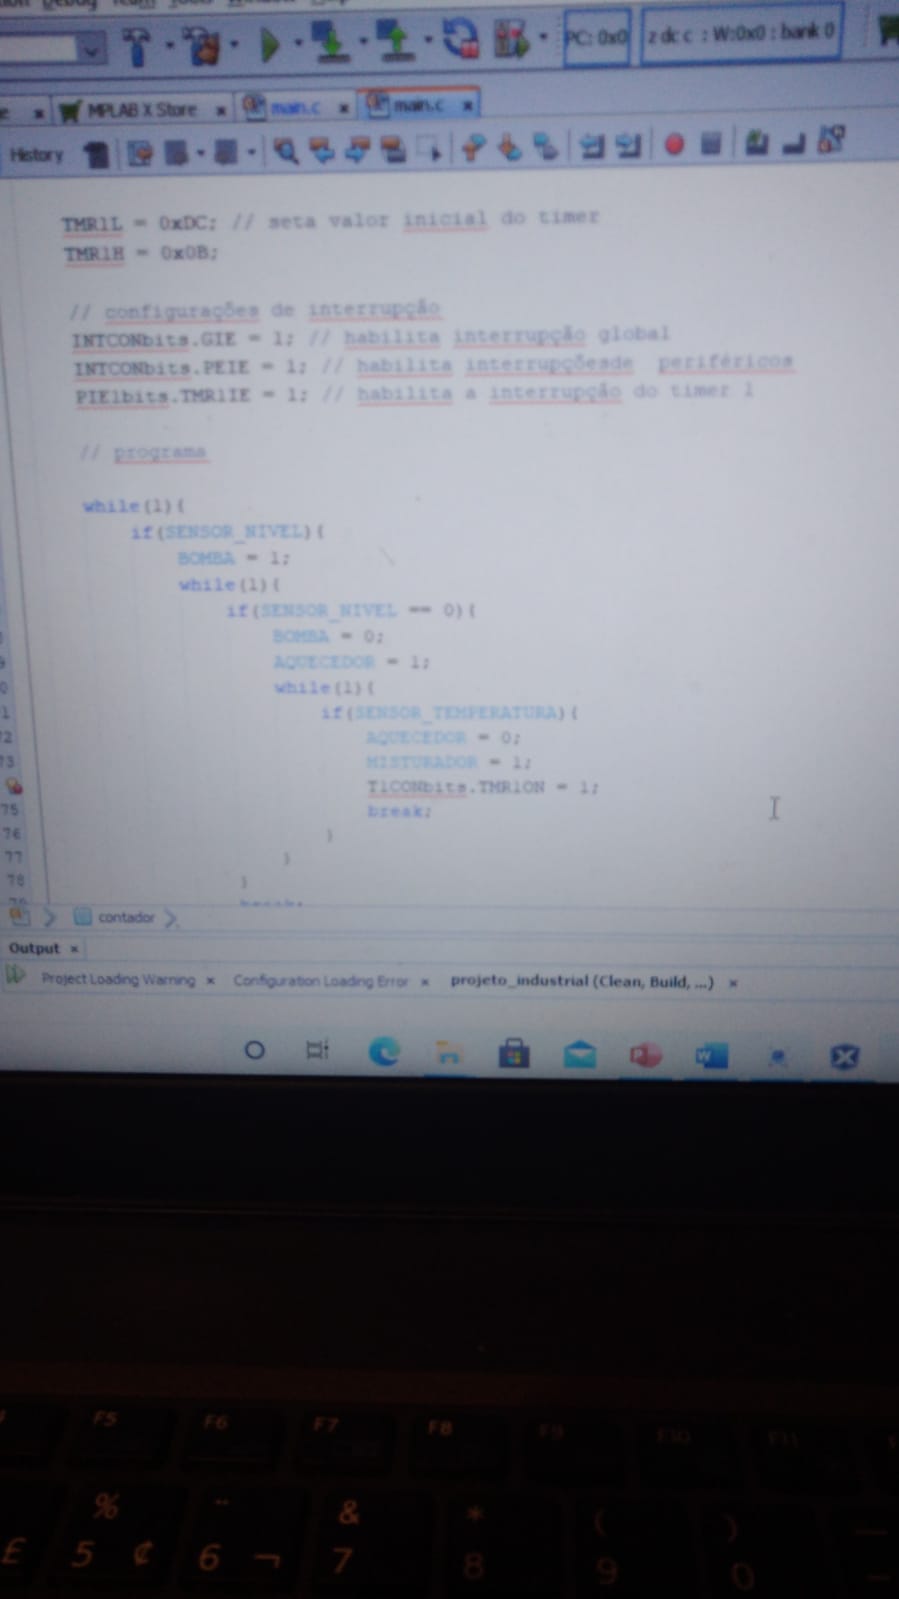 PC: 0x0
z dc c : W:0x0 : bank 0
MPLAB X Store
main.c
main.c
History
TMR1L = 0xDC; // seta valor inicial do timer
TMR1H = 0x0B;
// configurações de interrupção
INTCONbits.GIE = 1; // habilita interrupção global
INTCONbits.PEIE = 1; // habilita interrupçõesde periféricos
PIE1bits.TMR1IE = 1; // habilita a interrupção do timer 1
// programa
while(1){
if(SENSOR_NIVEL){
BOMBA = 1;
while(1){
if(SENSOR_NIVEL == 0){
BOMBA = 0;
AQUECEDOR = 1;
while(1){
if(SENSOR_TEMPERATURA){
AQUECEDOR = 0;
MISTURADOR = 1;
T1CONbits.TMR1ON = 1;
75 break;
76 }
77 }
78 }
contador
Output
Project Loading Warning
Configuration Loading Error
projeto_industrial (Clean, Build, ...)
F5 F6 F7 F8 F9 F10 F11
% ¨ & * ( )
£ 5 ¢ 6 ¬ 7 8 9 0